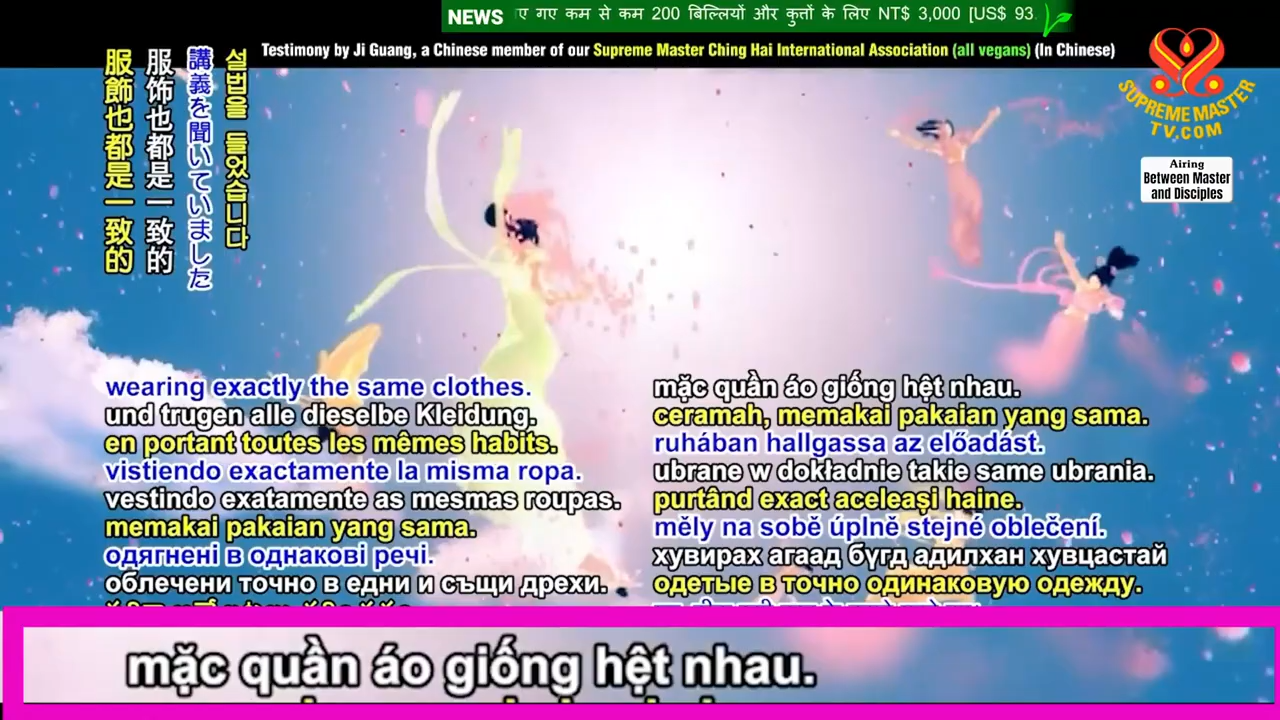 NEWS
गए कम से कम 200 बिल्लियों और कुत्तों के लिए NT$ 3,000 [US$ 93.
Testimony by Ji Guang, a Chinese member of our Supreme Master Ching Hai International Association (all vegans) (In Chinese)
설법을 들었습니다
講義を聞いていました
服饰也都是一致的
服飾也都是一致的
SUPREME MASTER
TV.COM
Airing
Between Master
and Disciples
wearing exactly the same clothes.
und trugen alle dieselbe Kleidung.
en portant toutes les mêmes habits.
vistiendo exactamente la misma ropa.
vestindo exatamente as mesmas roupas.
memakai pakaian yang sama.
одягнені в однакові речі.
облечени точно в едни и същи дрехи.
mặc quần áo giống hệt nhau.
ceramah, memakai pakaian yang sama.
ruhában hallgassa az előadást.
ubrane w dokładnie takie same ubrania.
purtând exact aceleași haine.
měly na sobě úplně stejné oblečení.
хувирах агаад бүгд адилхан хувцастай
одетые в точно одинаковую одежду.
mặc quần áo giống hệt nhau.